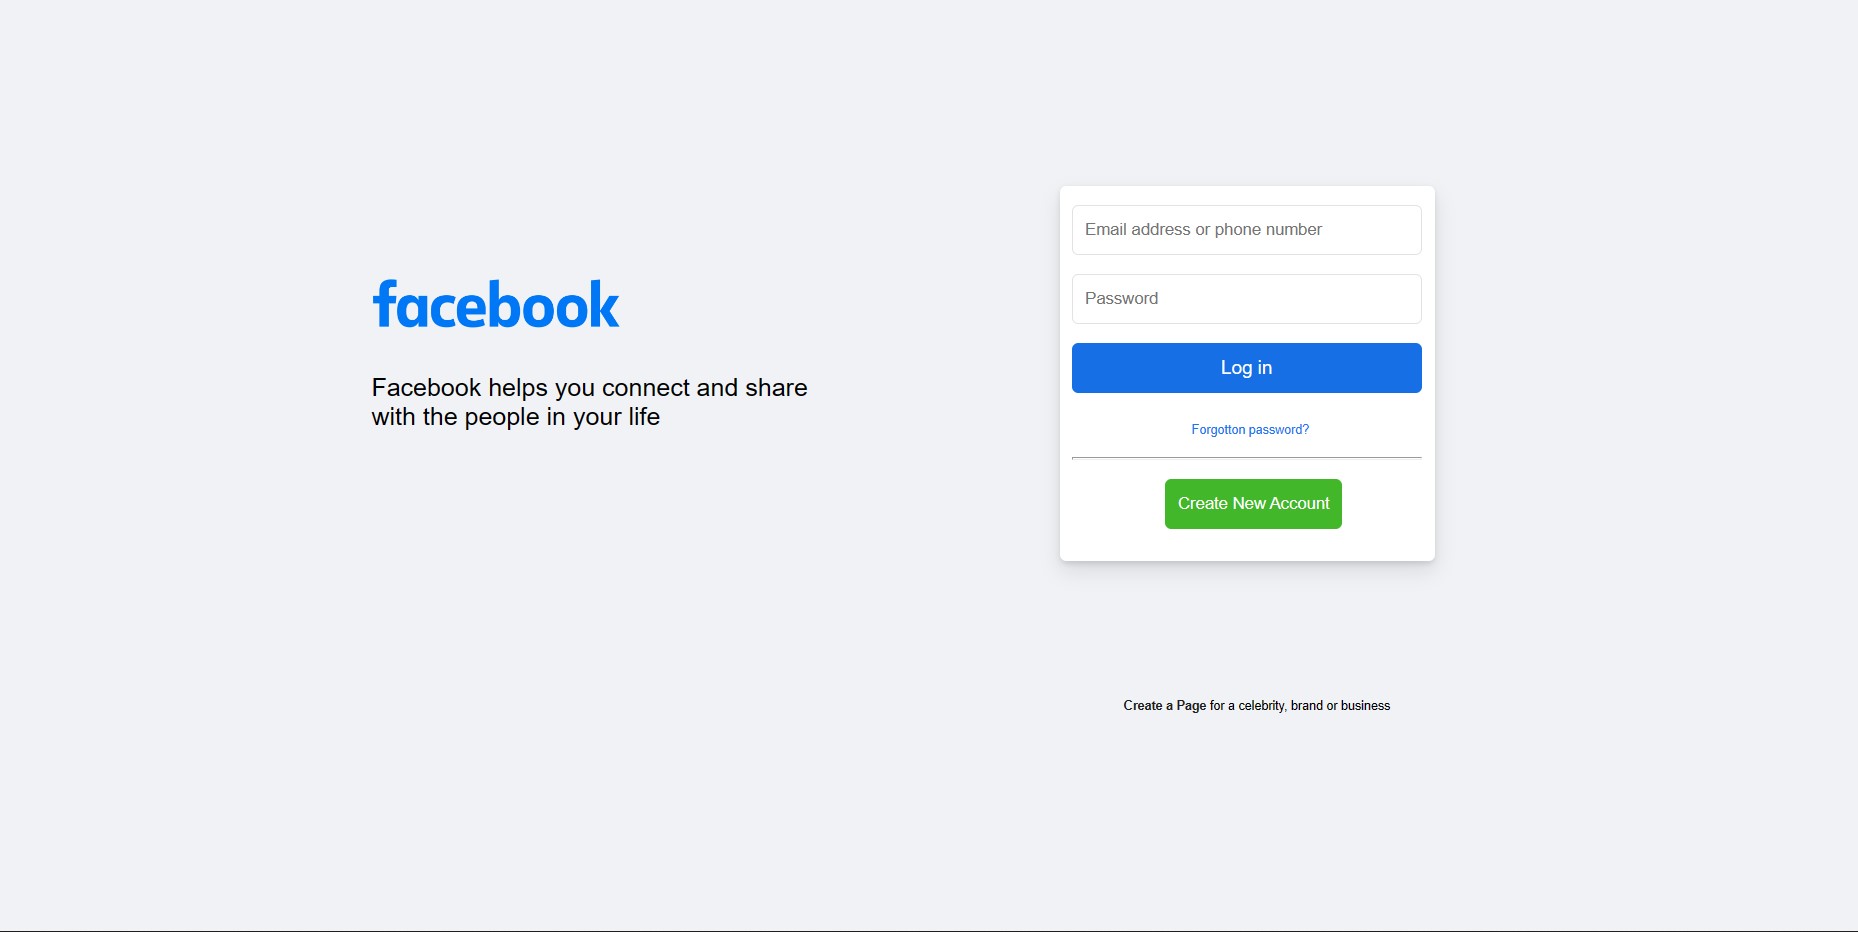 facebook
Facebook helps you connect and share
with the people in your life
Email address or phone number
Password
Log in
Forgotton password?
Create New Account
Create a Page for a celebrity, brand or business